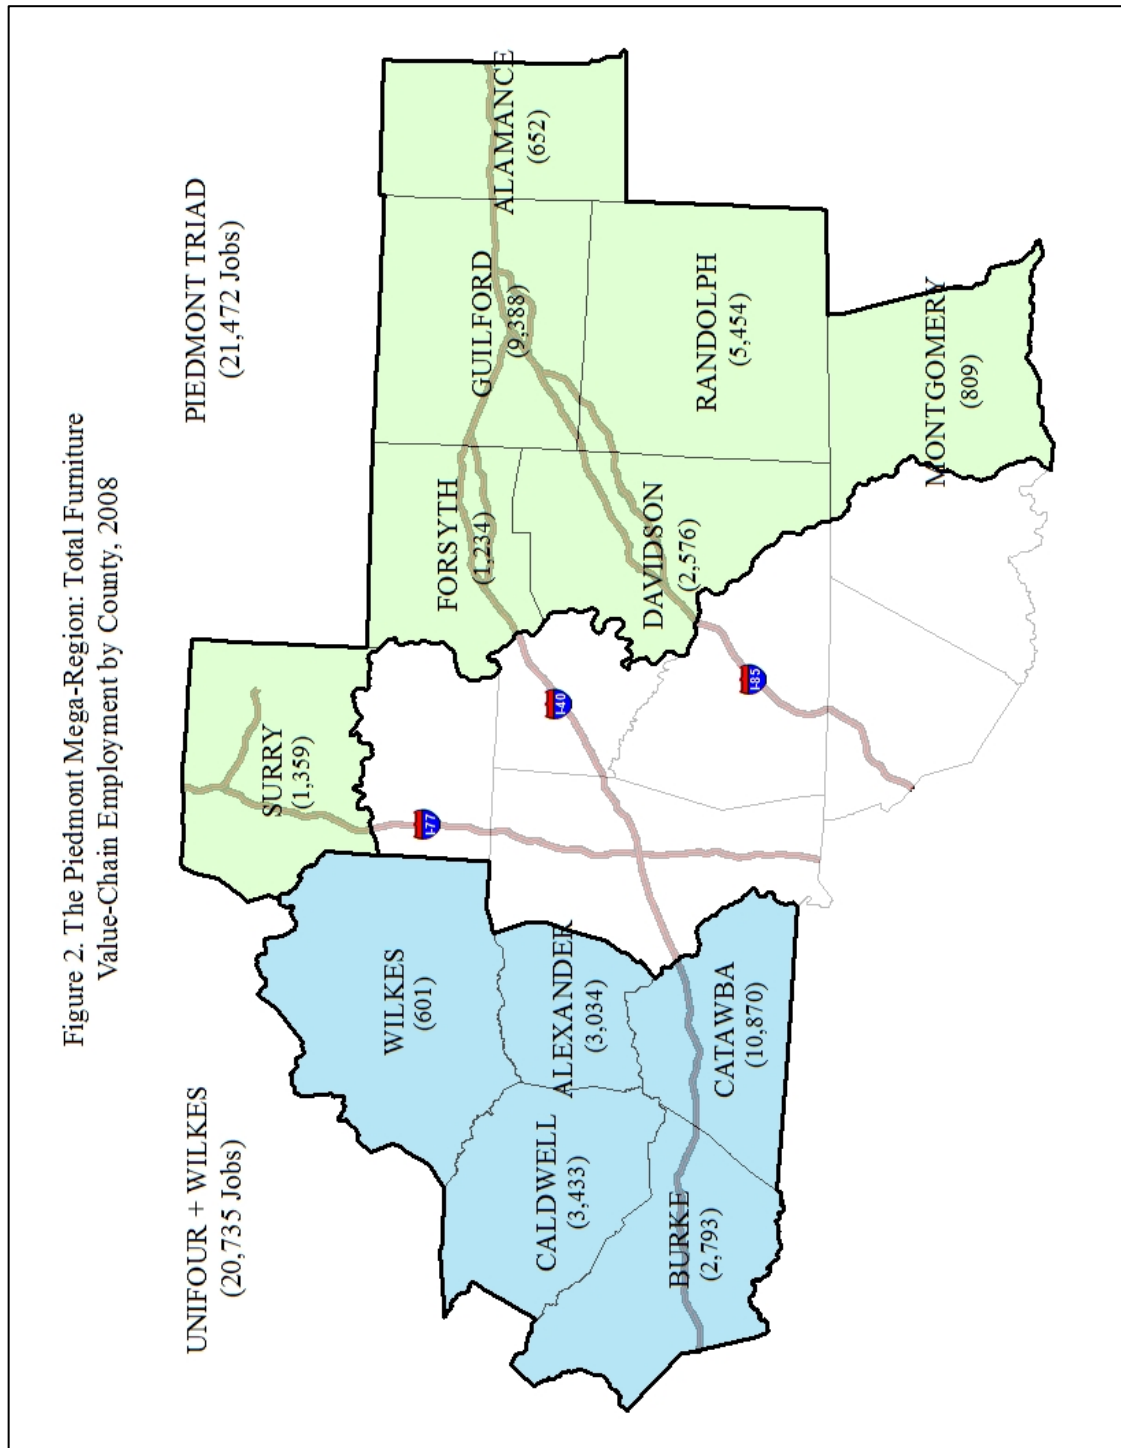 Figure 2. The Piedmont Mega-Region: Total Furniture
Value-Chain Employment by County, 2008
UNIFOUR + WILKES
(20,735 Jobs)
PIEDMONT TRIAD
(21,472 Jobs)
SURRY
(1,359)
WILKES
(601)
I-77
FORSYTH
(1,234)
GUILFORD
(9,388)
ALAMANCE
(652)
CALDWELL
(3,433)
ALEXANDER
(3,034)
I-40
BURKE
(2,793)
CATAWBA
(10,870)
DAVIDSON
(2,576)
RANDOLPH
(5,454)
I-85
MONTGOMERY
(809)